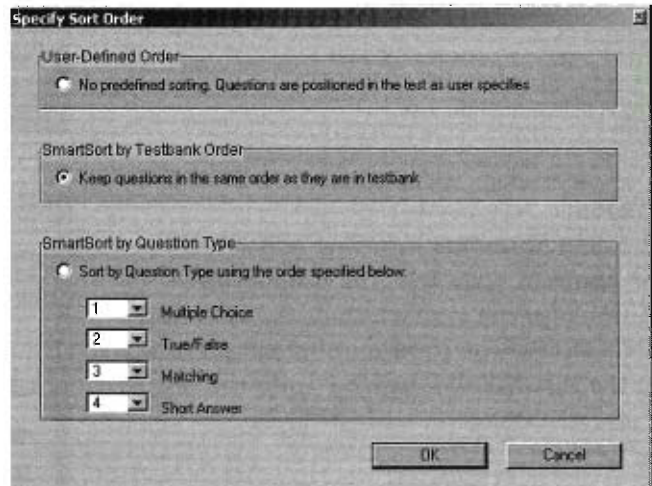 Specify Sort Order
User-Defined Order
No predefined sorting. Questions are positioned in the test as user specifies
SmartSort by Testbank Order
Keep questions in the same order as they are in testbank
SmartSort by Question Type
Sort by Question Type using the order specified below:
1 Multiple Choice
2 True/False
3 Matching
4 Short Answer
OK Cancel